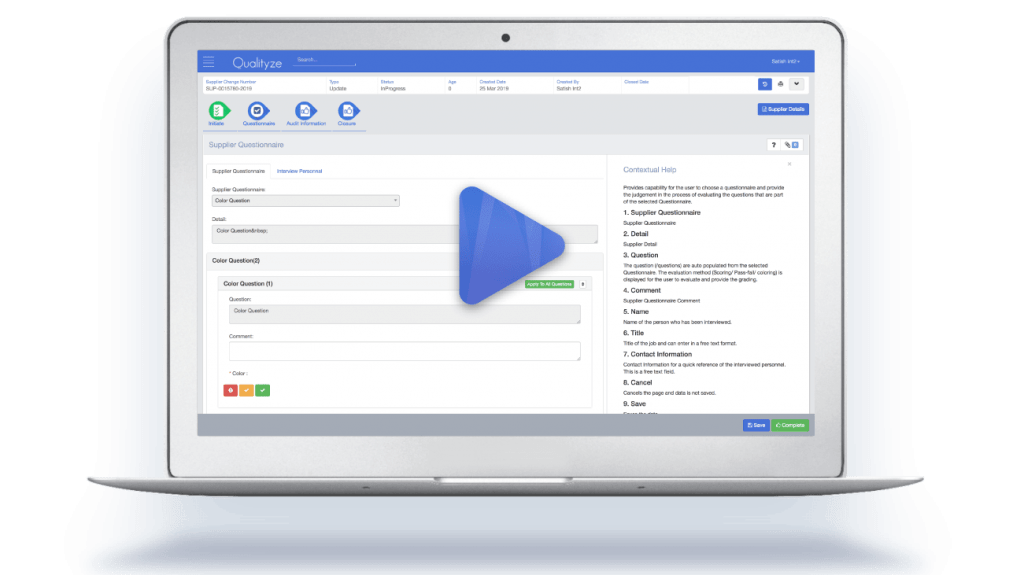 Qualityze
Search...
Satish Intl
Supplier Change Number Type Status Age Created Date Created By Closed Date
SUP-0015780-2019 Update InProgress 0 25 Mar 2019 Satish Intl
Supplier Details
Initiate Questionnaire Audit Information Closure
Supplier Questionnaire
?
Supplier Questionnaire Interview Personnal
Supplier Questionnaire:
Color Question
Detail:
Color Question&nbsp;
Color Question(2)
Color Question (1)
Apply To All Questions
Question:
Color Question
Comment:
* Color :
Contextual Help
Provides capability for the user to choose a questionnaire and provide
the judgement in the process of evaluating the questions that are part
of the selected Questionnaire.
1. Supplier Questionnaire
Supplier Questionnaire
2. Detail
Supplier Detail
3. Question
The question (/questions) are auto populated from the selected
Questionnaire. The evaluation method (Scoring/ Pass-fail/ coloring) is
displayed for the user to evaluate and provide the grading.
4. Comment
Supplier Questionnaire Comment
5. Name
Name of the person who has been interviewed.
6. Title
Title of the job and can enter in a free text format.
7. Contact Information
Contact Information for a quick reference of the interviewed personnel.
This is a free text field.
8. Cancel
Cancels the page and data is not saved.
9. Save
Save Complete